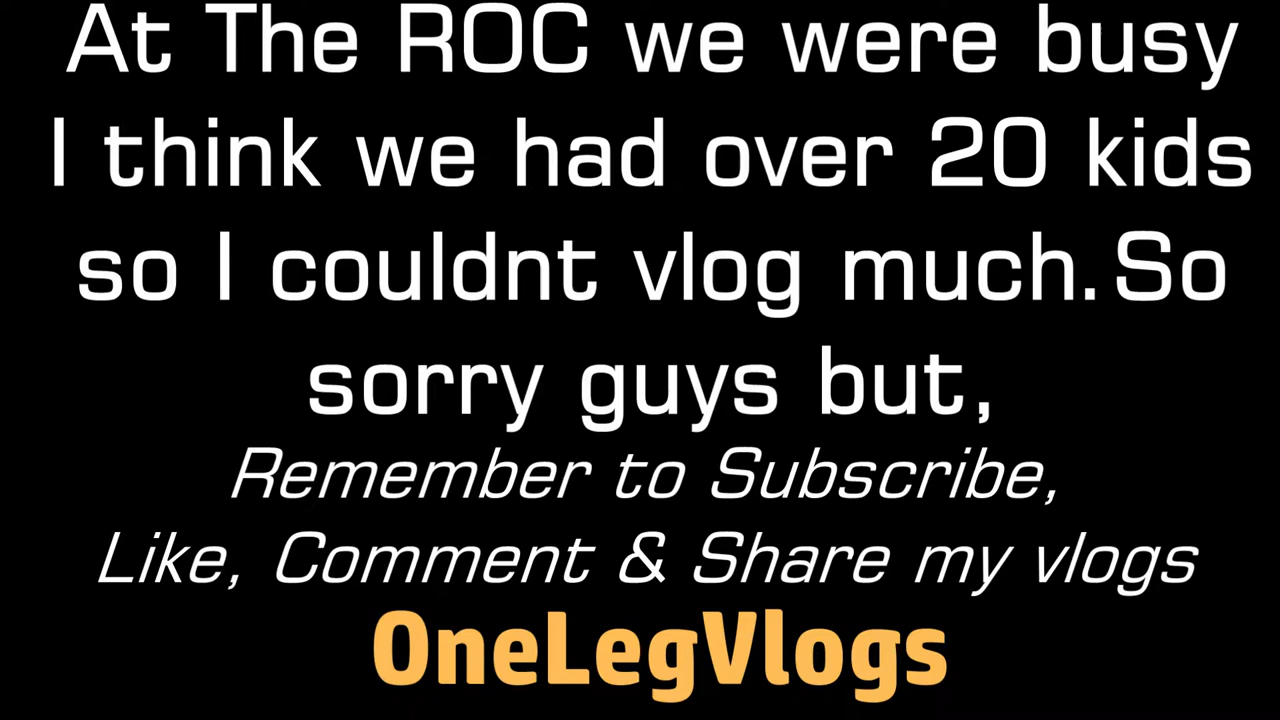 At The ROC we were busy
I think we had over 20 kids
so I couldnt vlog much. So
sorry guys but,
Remember to Subscribe,
Like, Comment & Share my vlogs
OneLegVlogs